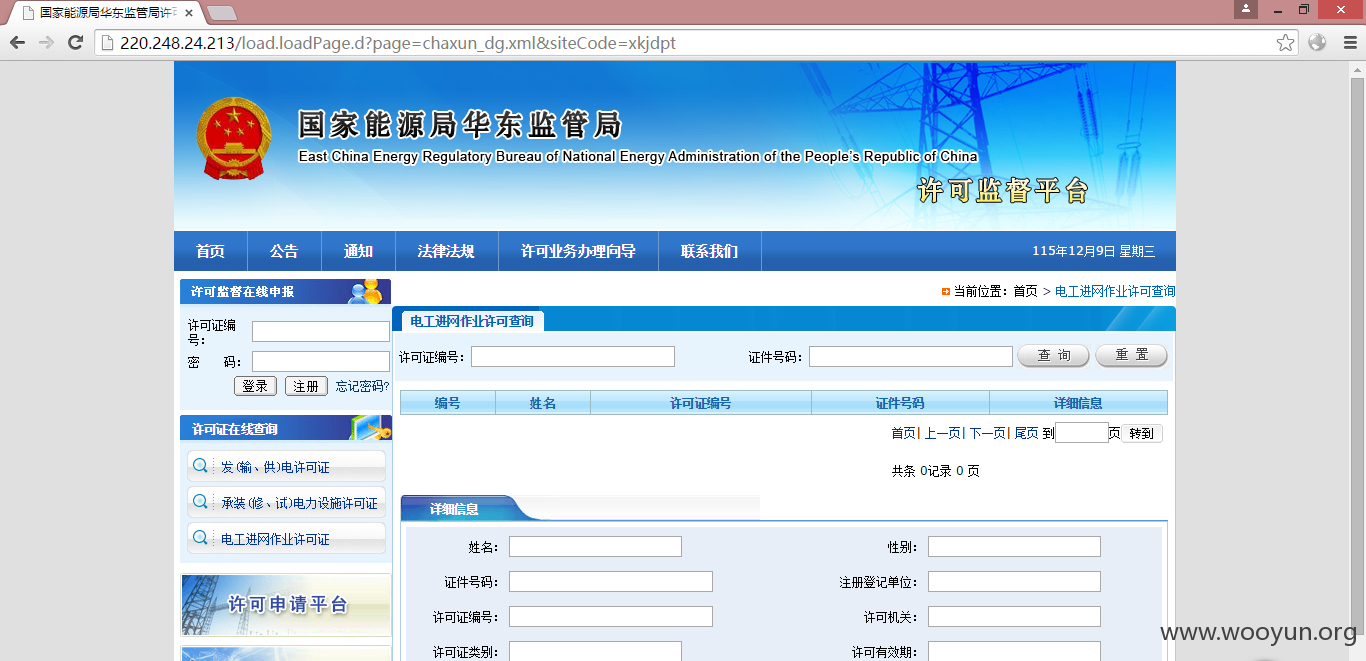 国家能源局华东监管局许可
220.248.24.213/load.loadPage.d?page=chaxun_dg.xml&siteCode=xkjdpt
国家能源局华东监管局
East China Energy Regulatory Bureau of National Energy Administration of the People's Republic of China
许可监督平台
首页 公告 通知 法律法规 许可业务办理向导 联系我们 115年12月9日 星期三
许可监督在线申报
当前位置: 首页 > 电工进网作业许可查询
电工进网作业许可查询
许可证编号:
密 码:
登录 注册 忘记密码?
许可证编号: 证件号码: 查 询 重 置
编号 姓名 许可证编号 证件号码 详细信息
首页| 上一页| 下一页| 尾页 到 页 转到
共条 0记录 0 页
许可证在线查询
发(输、供)电许可证
承装(修、试)电力设施许可证
电工进网作业许可证
许可申请平台
详细信息
姓名: 性别:
证件号码: 注册登记单位:
许可证编号: 许可机关:
许可证类别: 许可有效期:
www.wooyun.org